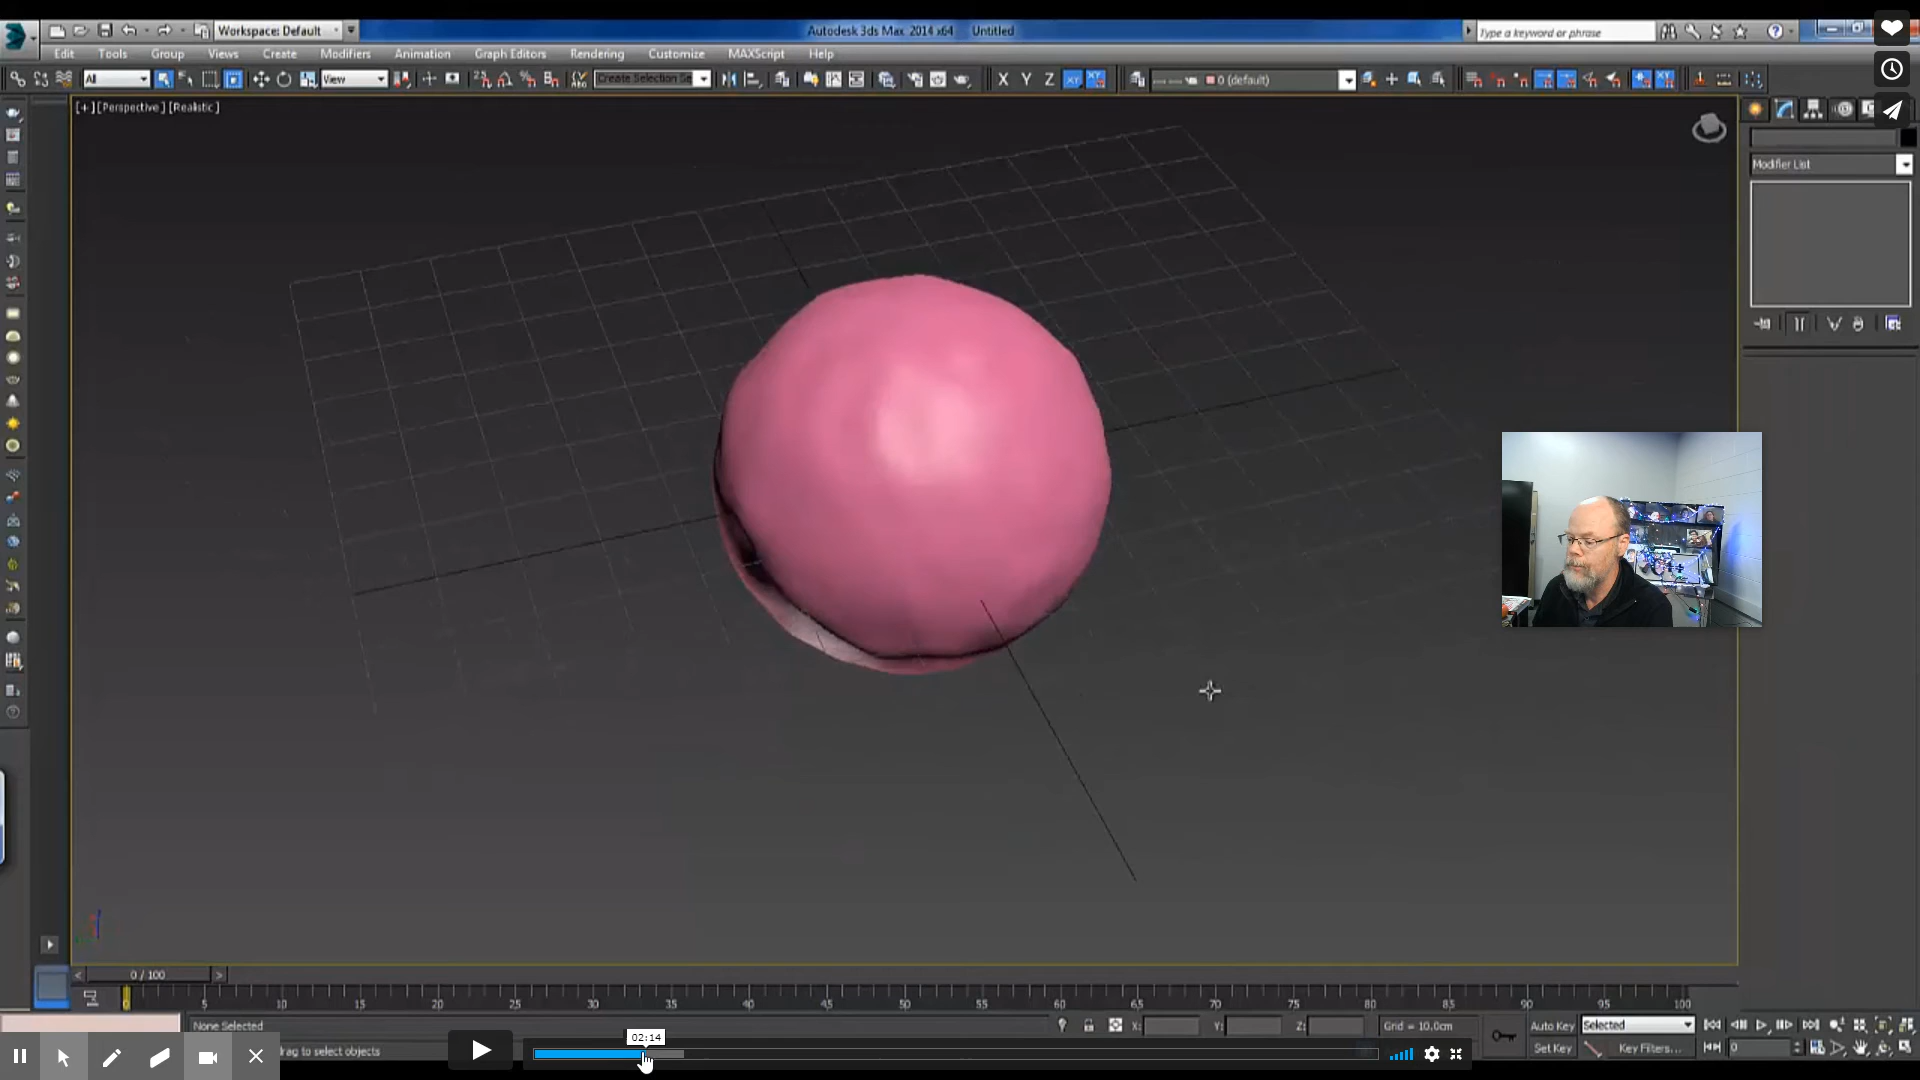 Workspace: Default
Autodesk 3ds Max 2014 x64 Untitled
Type a keyword or phrase
Edit Tools Group Views Create Modifiers Animation Graph Editors Rendering Customize MAXScript Help
All
View
Create Selection Se
X Y Z XY
0 (default)
[+] [Perspective] [Realistic]
Modifier List
0 / 100
0 5 10 15 20 25 30 35 40 45 50 55 60 65 70 75 80 85 90 95 100
None Selected
X: Y: Z:
Grid = 10.0cm
Auto Key Selected
drag to select objects
Set Key Key Filters...
0
02:14